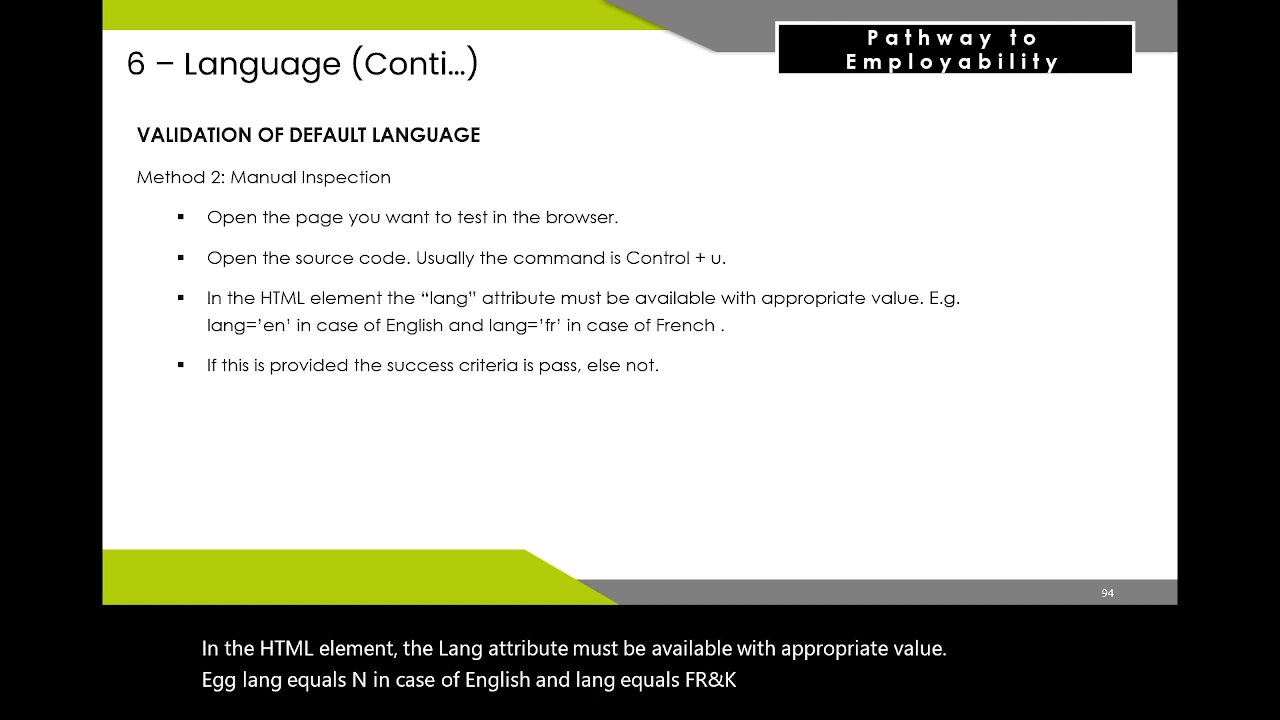 Pathway to
Employability
6 – Language (Conti…)
VALIDATION OF DEFAULT LANGUAGE
Method 2: Manual Inspection
▪ Open the page you want to test in the browser.
▪ Open the source code. Usually the command is Control + u.
▪ In the HTML element the “lang” attribute must be available with appropriate value. E.g.
lang=’en’ in case of English and lang=’fr’ in case of French .
▪ If this is provided the success criteria is pass, else not.
94
In the HTML element, the Lang attribute must be available with appropriate value.
Egg lang equals N in case of English and lang equals FR&K